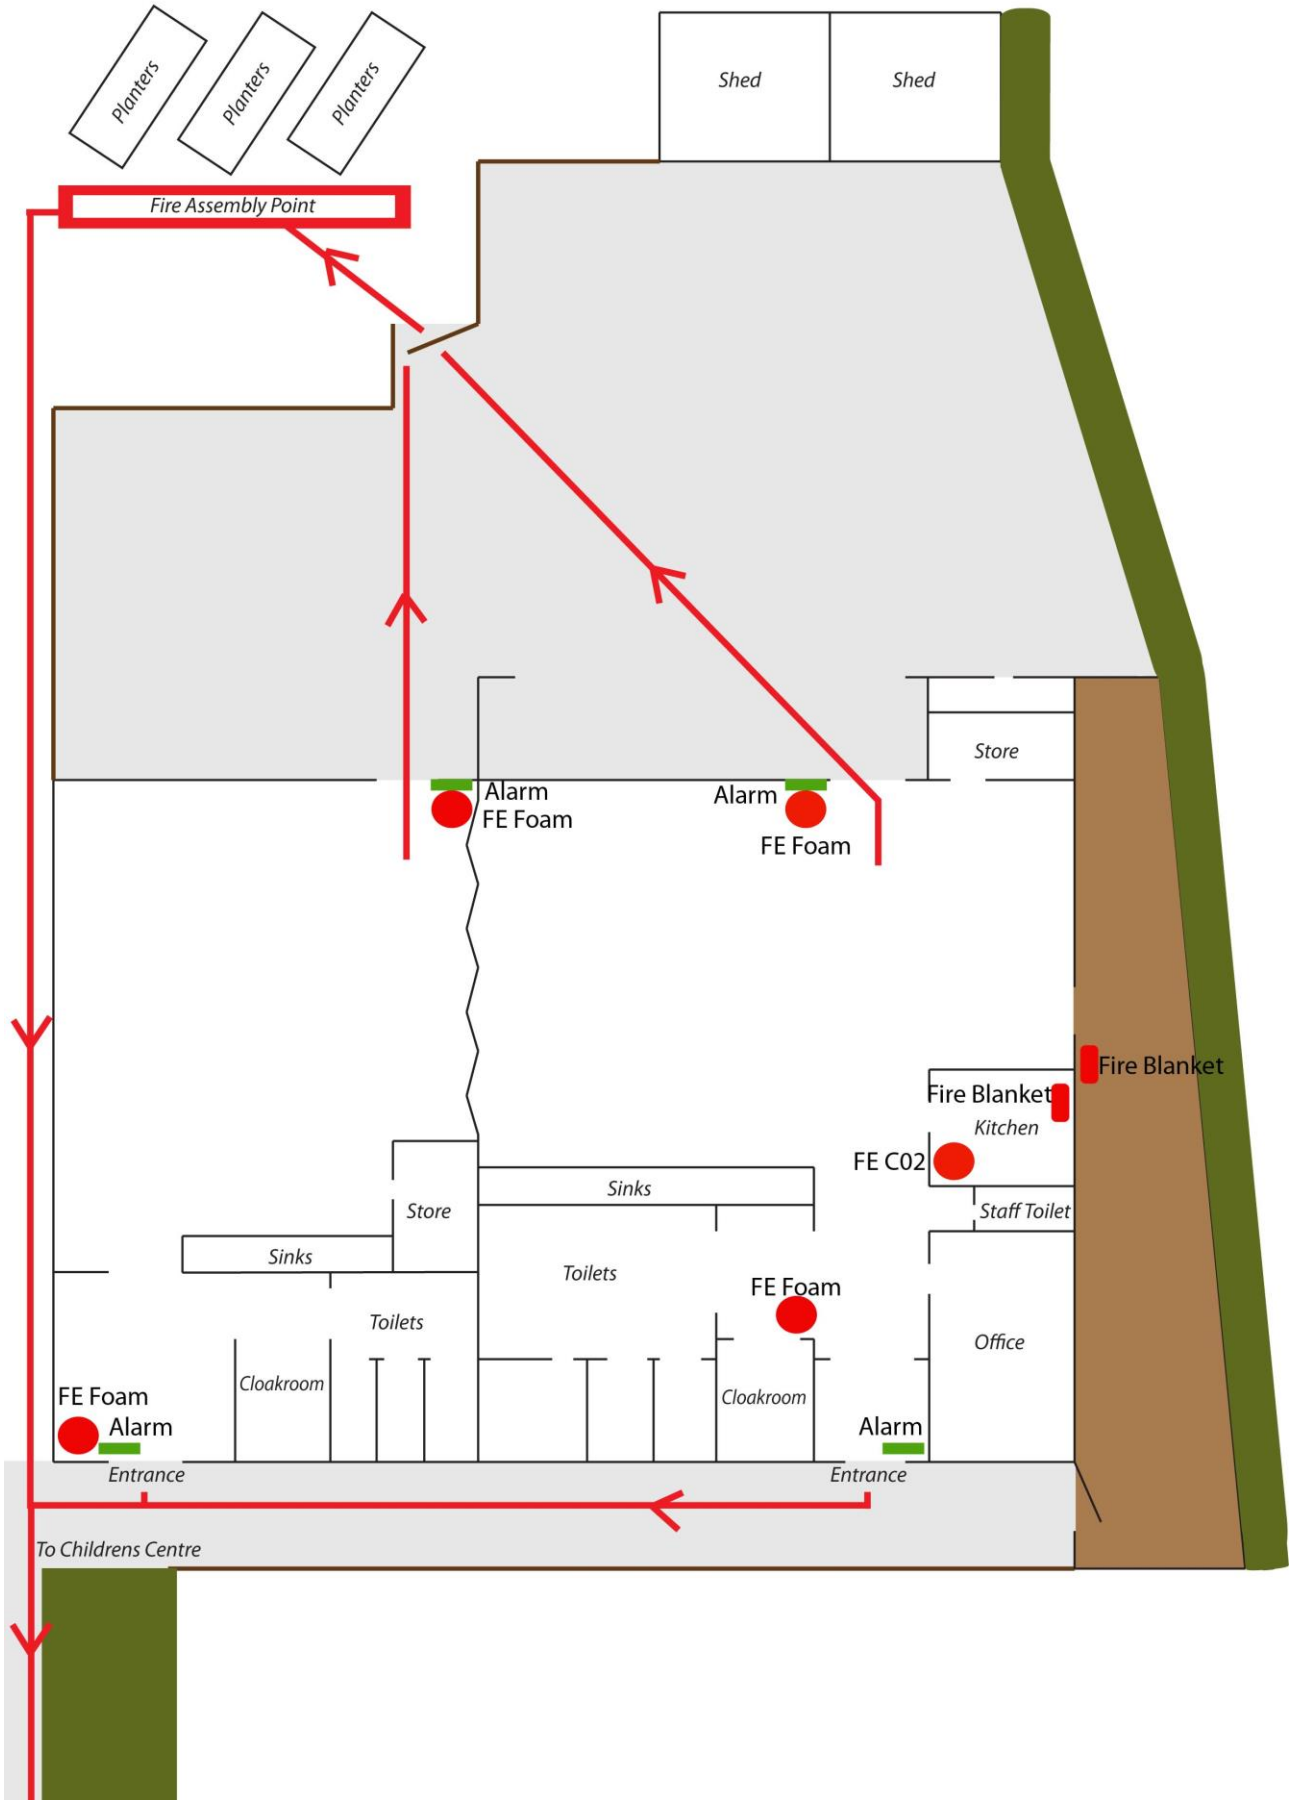 Planters
Planters
Planters
Shed
Shed
Fire Assembly Point
Store
Alarm
FE Foam
Alarm
FE Foam
Fire Blanket
Fire Blanket
Kitchen
FE C02
Sinks
Store
Staff Toilet
Sinks
Toilets
FE Foam
Toilets
Office
Cloakroom
FE Foam
Cloakroom
Alarm
Alarm
Entrance
Entrance
To Childrens Centre